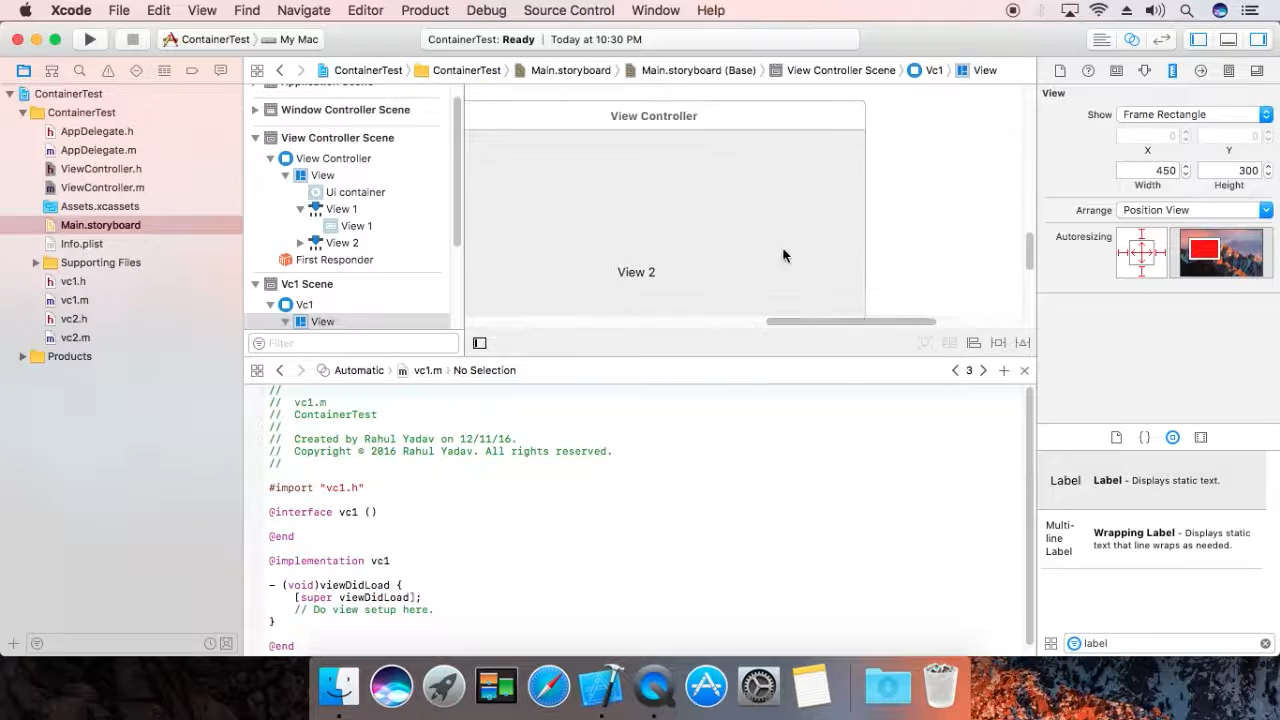 Xcode File Edit View Find Navigate Editor Product Debug Source Control Window Help
ContainerTest › My Mac
ContainerTest: Ready | Today at 10:30 PM
ContainerTest › ContainerTest › Main.storyboard › Main.storyboard (Base) › View Controller Scene › Vc1 › View
ContainerTest
ContainerTest
h AppDelegate.h
m AppDelegate.m
h ViewController.h
m ViewController.m
Assets.xcassets
Main.storyboard
Info.plist
Supporting Files
h vc1.h
m vc1.m
h vc2.h
m vc2.m
Products
Window Controller Scene
View Controller Scene
View Controller
View
Ui container
View 1
View 1
View 2
First Responder
Vc1 Scene
Vc1
View
Filter
View Controller
View 2
Automatic › m vc1.m › No Selection
3
//
// vc1.m
// ContainerTest
//
// Created by Rahul Yadav on 12/11/16.
// Copyright © 2016 Rahul Yadav. All rights reserved.
//
#import "vc1.h"
@interface vc1 ()
@end
@implementation vc1
- (void)viewDidLoad {
[super viewDidLoad];
// Do view setup here.
}
@end
View
Show Frame Rectangle
0 0
X Y
450 300
Width Height
Arrange Position View
Autoresizing
Label Label - Displays static text.
Multi-line Label Wrapping Label - Displays static text that line wraps as needed.
label